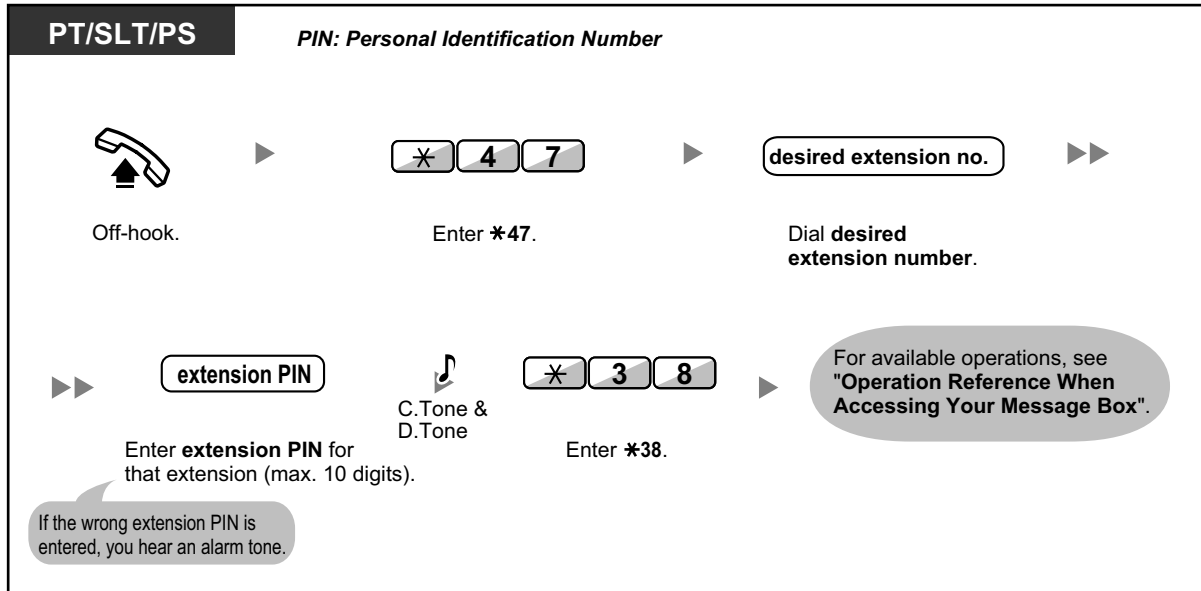 PT/SLT/PS
PIN: Personal Identification Number
* 4 7
desired extension no.
Off-hook.
Enter *47.
Dial desired
extension number.
extension PIN
* 3 8
C.Tone &
D.Tone
Enter extension PIN for
that extension (max. 10 digits).
Enter *38.
For available operations, see
"Operation Reference When
Accessing Your Message Box".
If the wrong extension PIN is
entered, you hear an alarm tone.